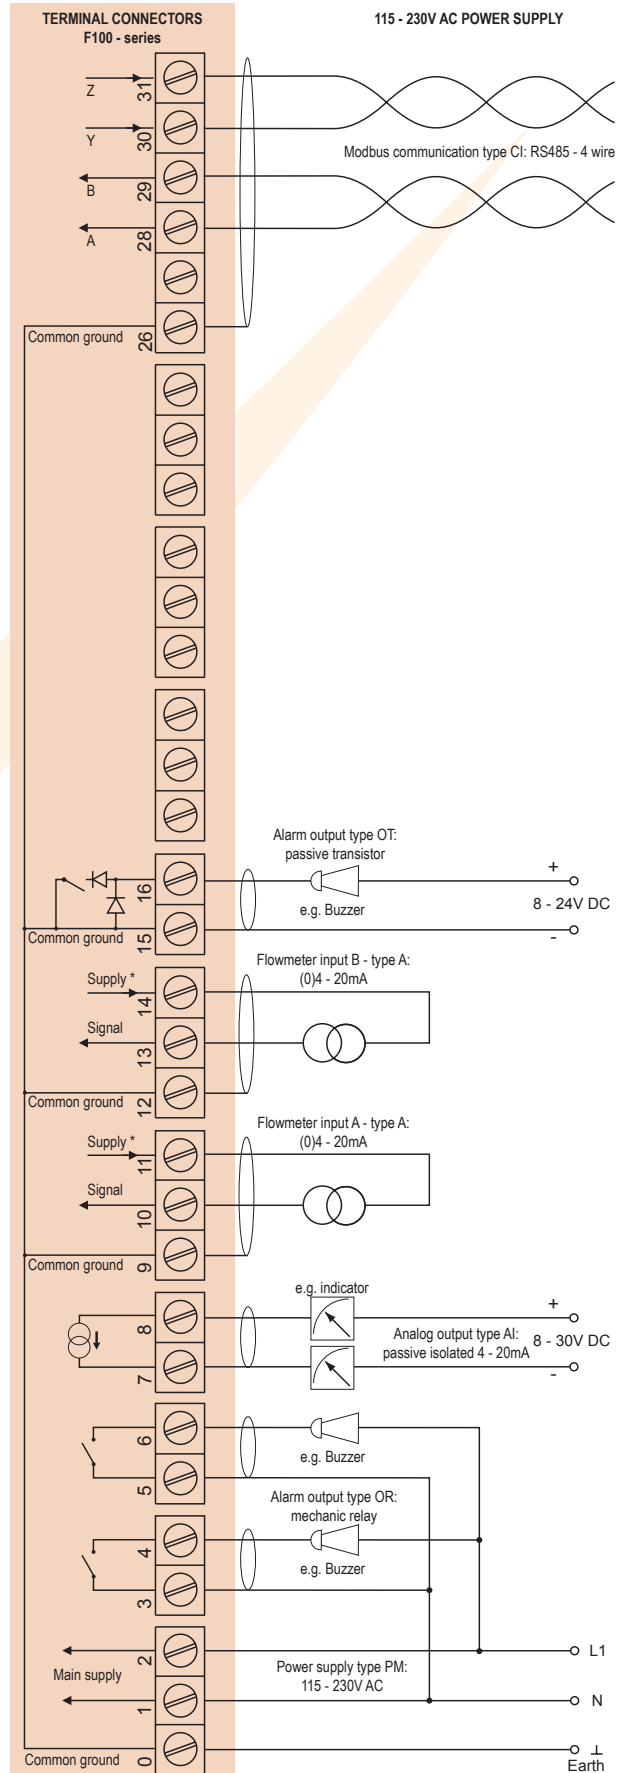 TERMINAL CONNECTORS
F100 - series
115 - 230V AC POWER SUPPLY
Z
31
Y
30
Modbus communication type CI: RS485 - 4 wire
B
29
A
28
Common ground
26
Alarm output type OT:
passive transistor
16
e.g. Buzzer
+
8 - 24V DC
-
Common ground
15
Flowmeter input B - type A:
(0)4 - 20mA
Supply *
14
Signal
13
Common ground
12
Flowmeter input A - type A:
(0)4 - 20mA
Supply *
11
Signal
10
Common ground
9
e.g. indicator
8
+
Analog output type AI:
passive isolated 4 - 20mA
8 - 30V DC
-
7
6
e.g. Buzzer
5
Alarm output type OR:
mechanic relay
4
e.g. Buzzer
3
2
L1
Main supply
Power supply type PM:
115 - 230V AC
1
N
Common ground
0
Earth